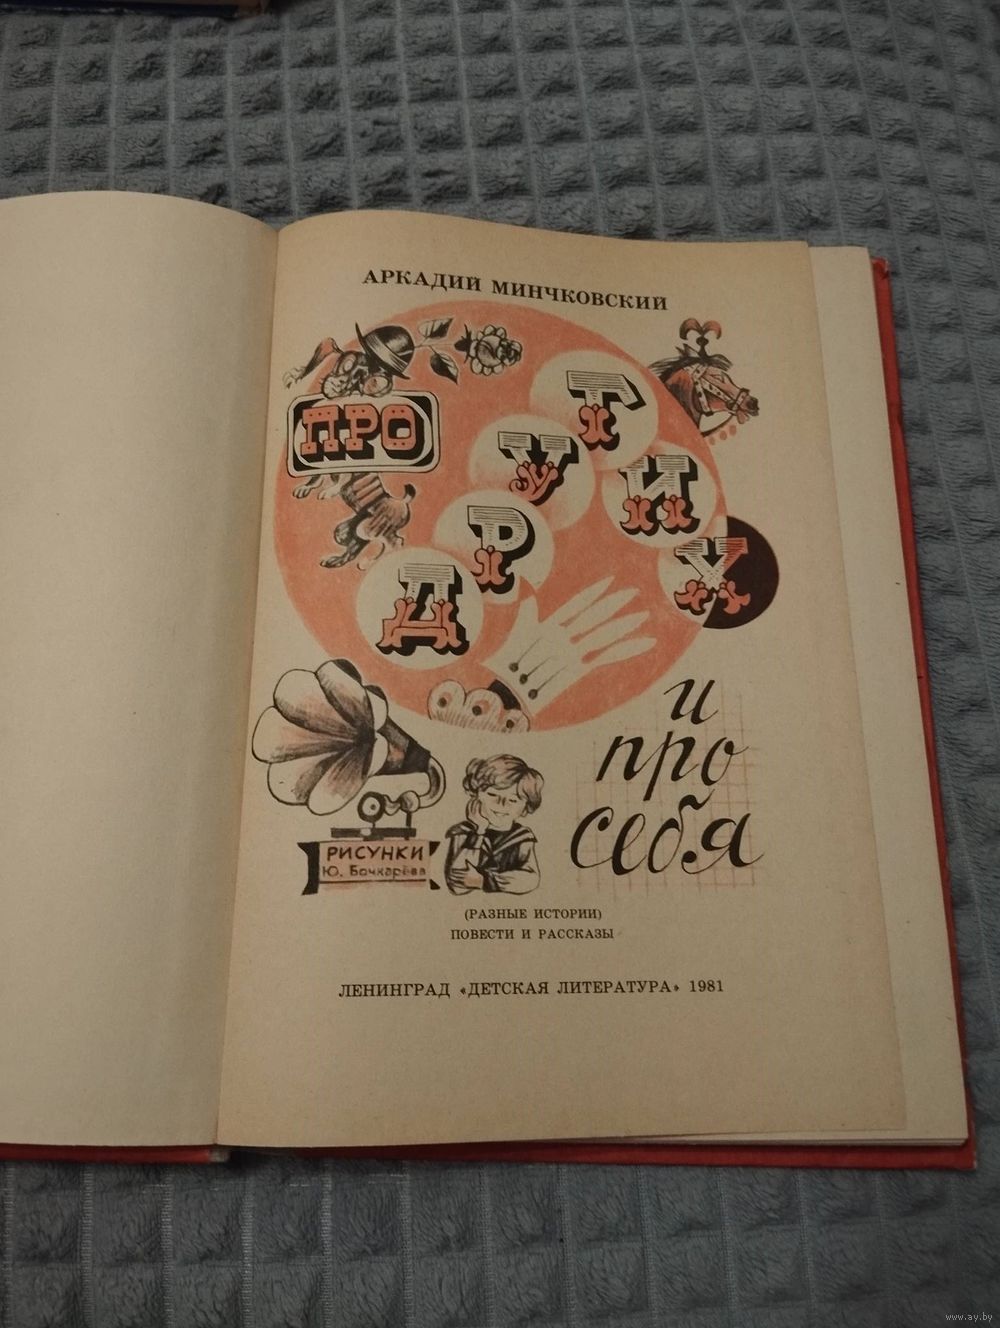 АРКАДИЙ МИНЧКОВСКИЙ
ПРО
ДРУГИХ
и
про
себя
РИСУНКИ
Ю. Бочкарёва
(РАЗНЫЕ ИСТОРИИ)
ПОВЕСТИ И РАССКАЗЫ
ЛЕНИНГРАД «ДЕТСКАЯ ЛИТЕРАТУРА» 1981
www.ay.by